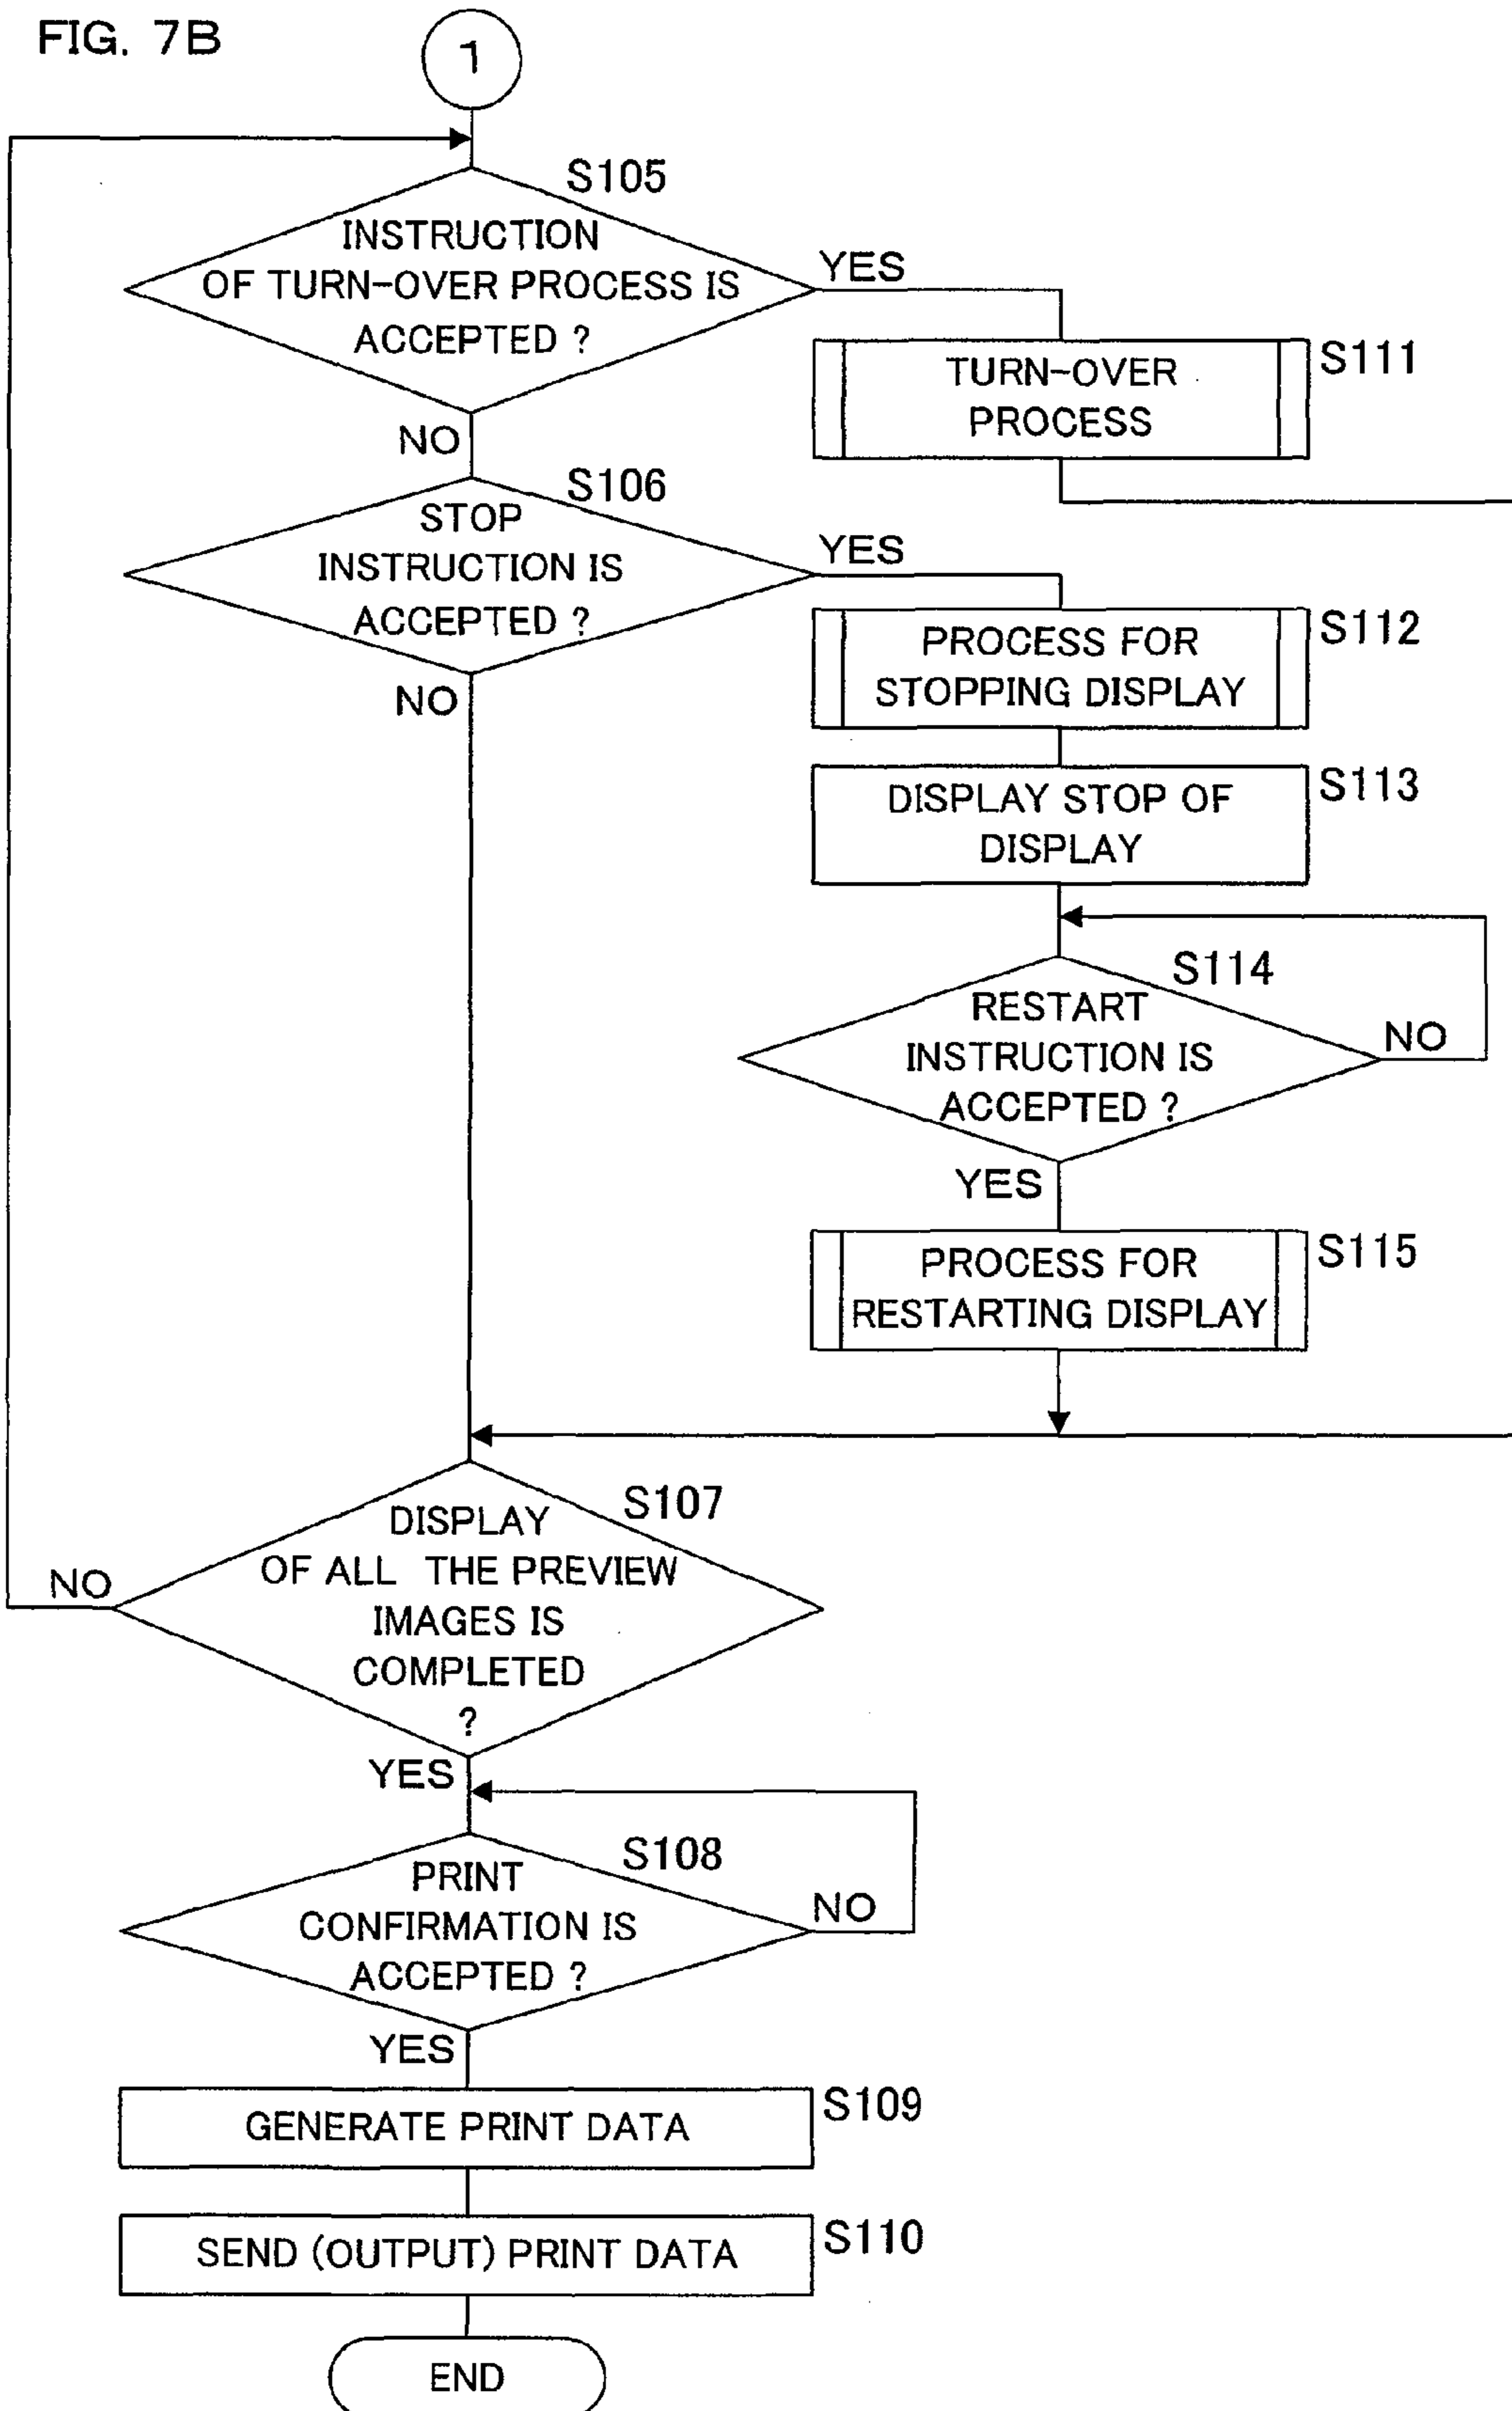 FIG. 7B
1
S105
INSTRUCTION
OF TURN-OVER PROCESS IS
ACCEPTED ?
YES
NO
TURN-OVER
PROCESS
S111
S106
STOP
INSTRUCTION IS
ACCEPTED ?
YES
NO
PROCESS FOR
STOPPING DISPLAY
S112
DISPLAY STOP OF
DISPLAY
S113
S114
RESTART
INSTRUCTION IS
ACCEPTED ?
NO
YES
PROCESS FOR
RESTARTING DISPLAY
S115
S107
DISPLAY
OF ALL THE PREVIEW
IMAGES IS
COMPLETED
?
NO
YES
S108
PRINT
CONFIRMATION IS
ACCEPTED ?
NO
YES
GENERATE PRINT DATA
S109
SEND (OUTPUT) PRINT DATA
S110
END